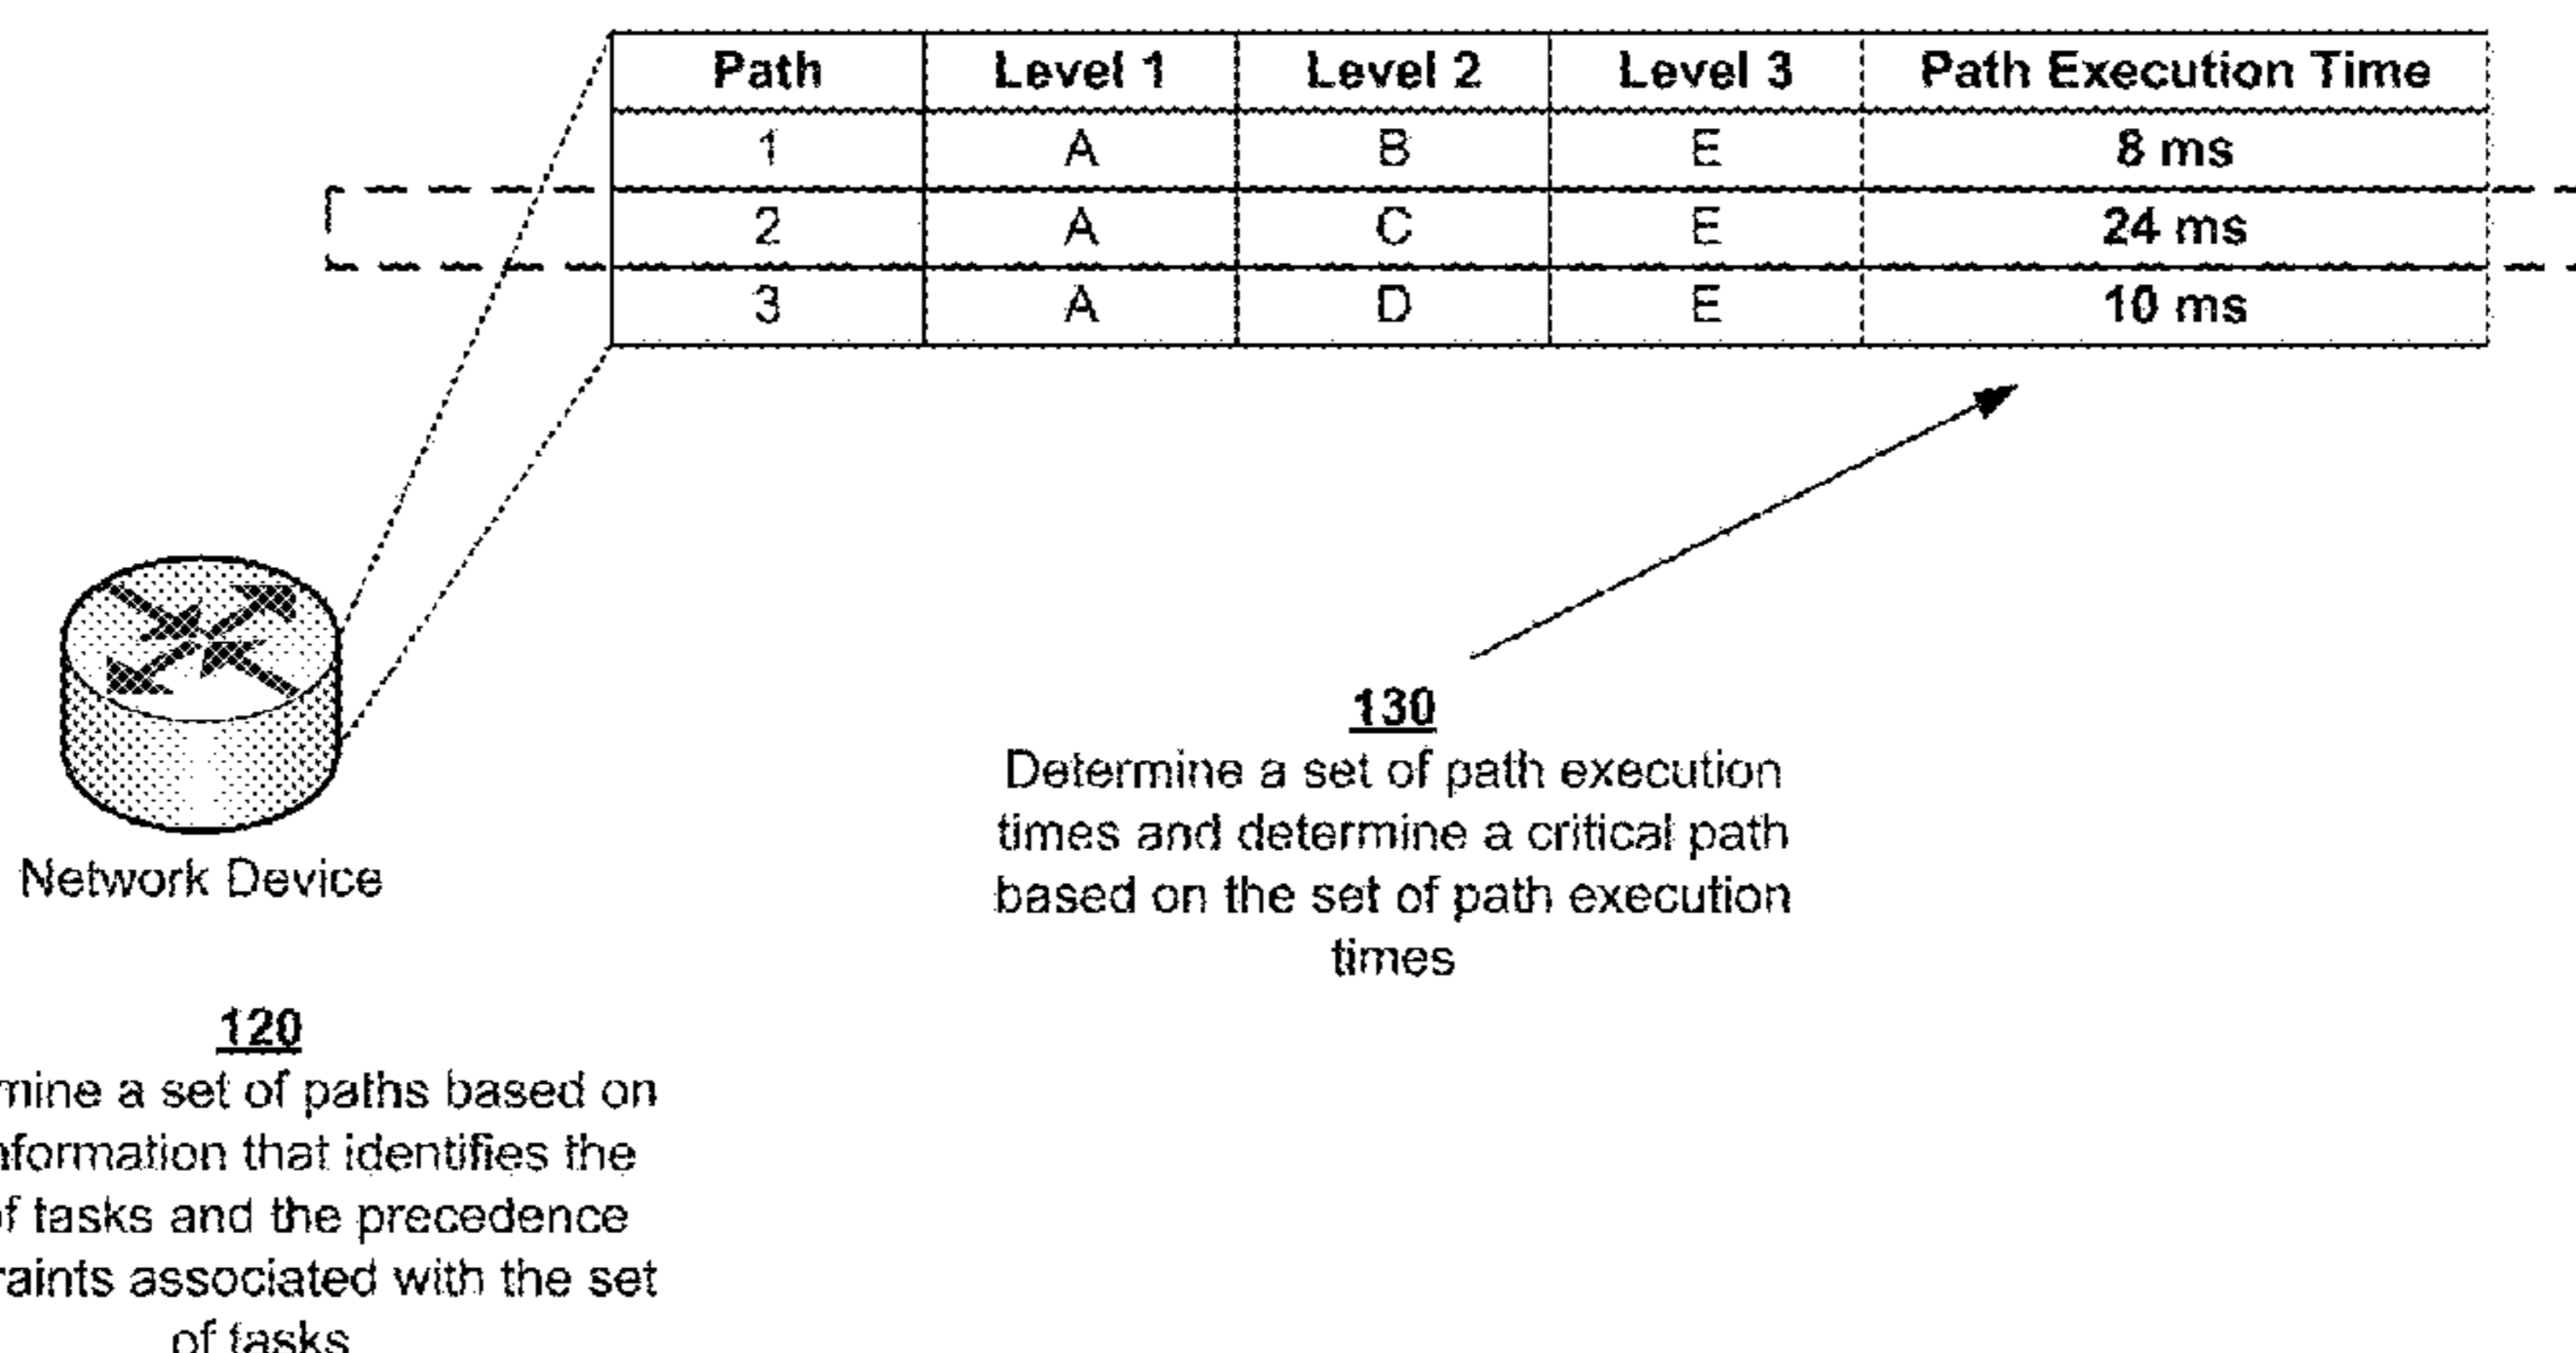 Path Level 1 Level 2 Level 3 Path Execution Time
1 A B E 8 ms
2 A C E 24 ms
3 A D E 10 ms
Network Device
130
Determine a set of path execution
times and determine a critical path
based on the set of path execution
times
120
mine a set of paths based on
nformation that identifies the
of tasks and the precedence
raints associated with the set
of tasks